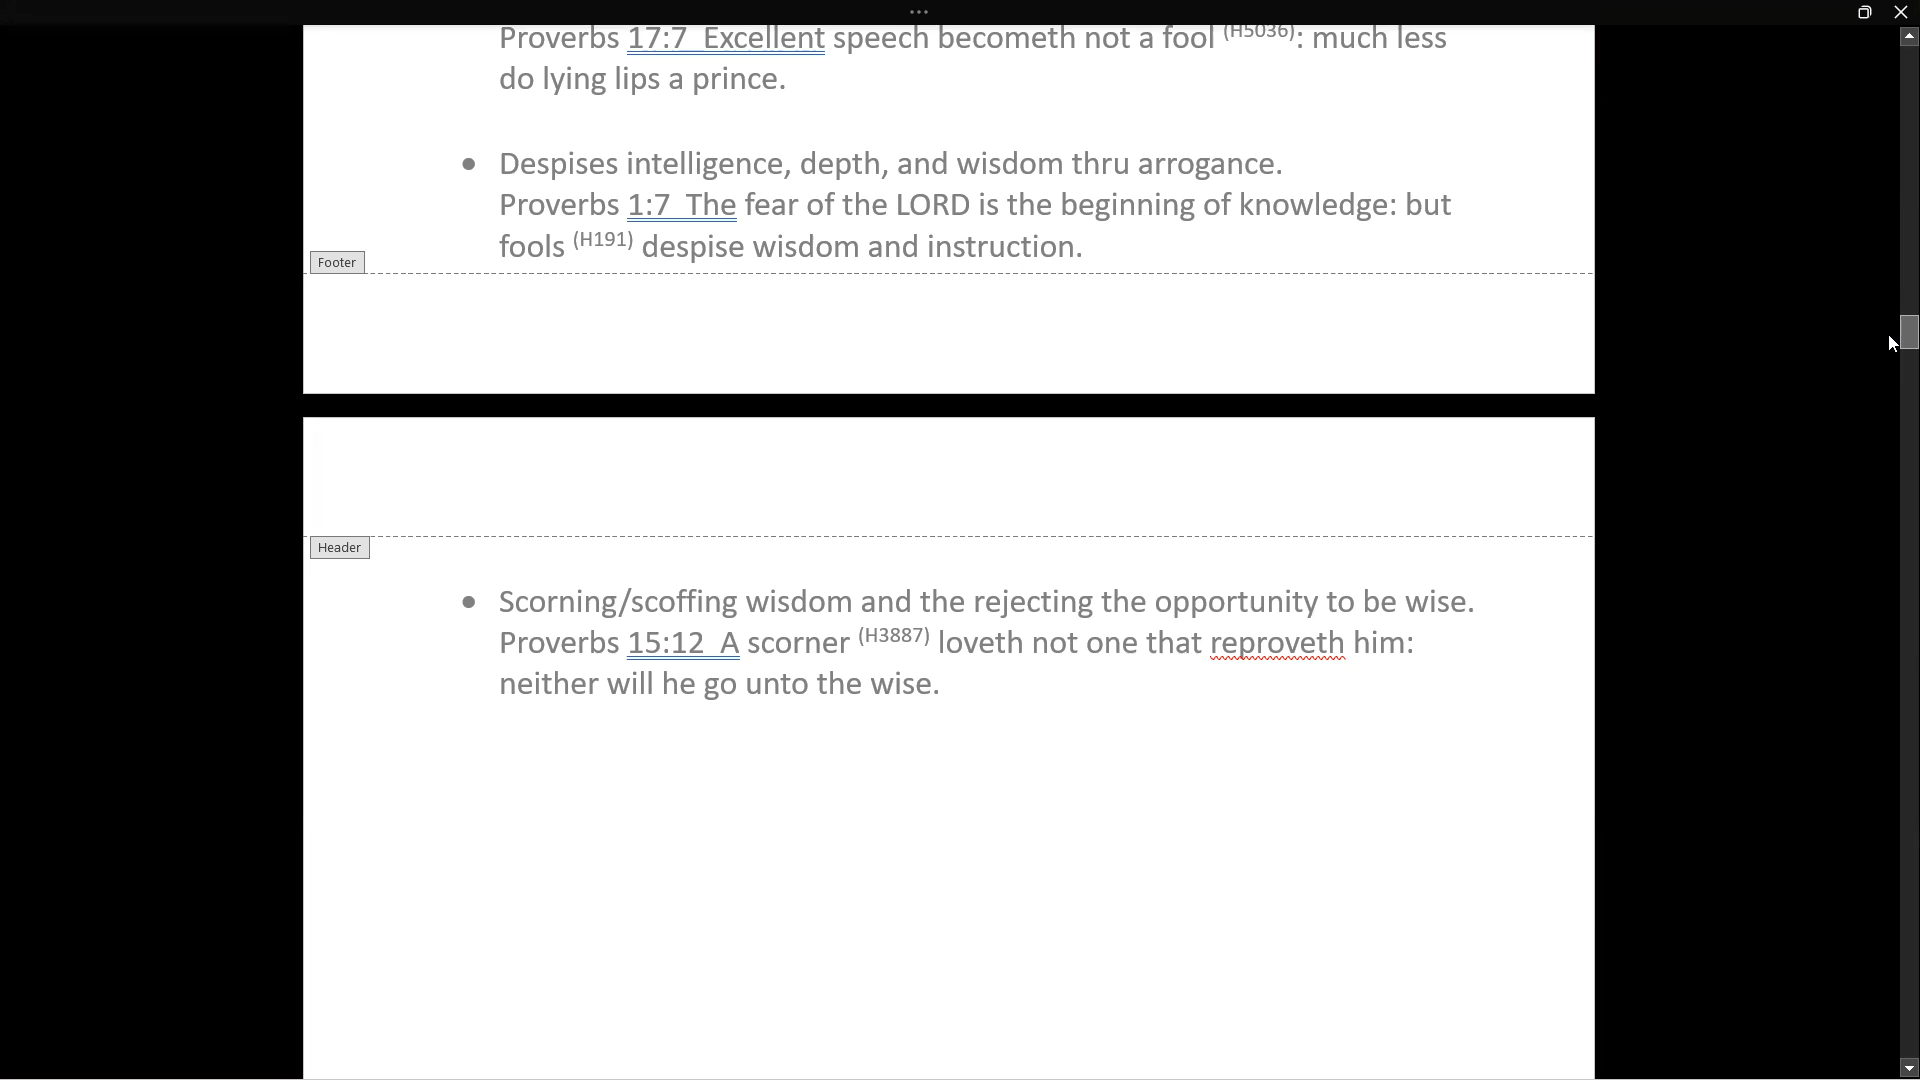 Proverbs 17:7  Excellent speech becometh not a fool (H5036): much less
do lying lips a prince.
• Despises intelligence, depth, and wisdom thru arrogance.
Proverbs 1:7  The fear of the LORD is the beginning of knowledge: but
fools (H191) despise wisdom and instruction.
Footer
Header
• Scorning/scoffing wisdom and the rejecting the opportunity to be wise.
Proverbs 15:12  A scorner (H3887) loveth not one that reproveth him:
neither will he go unto the wise.